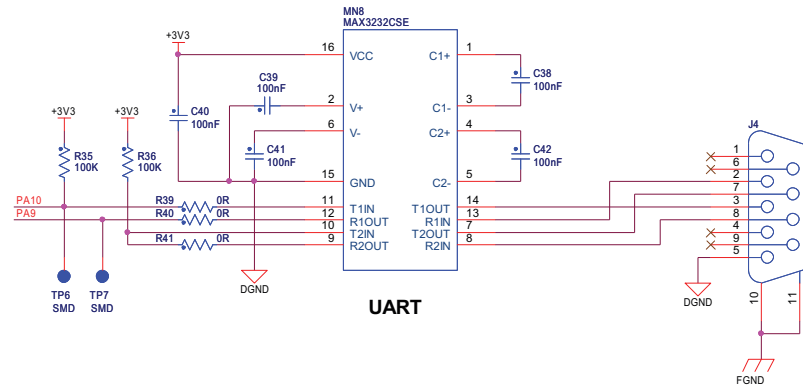 MN8
MAX3232CSE
+3V3
16
VCC
C1+
1
C39
100nF
C38
100nF
C40
100nF
2
V+
C1-
3
+3V3
+3V3
6
V-
C2+
4
C41
100nF
C42
100nF
R35
100K
R36
100K
15
GND
C2-
5
J4
1
6
2
7
3
8
4
9
5
PA10
R39
0R
11
T1IN
T1OUT
14
PA9
R40
0R
12
R1OUT
R1IN
13
10
T2IN
T2OUT
7
R41
0R
9
R2OUT
R2IN
8
TP6
SMD
TP7
SMD
DGND
UART
DGND
10
11
FGND